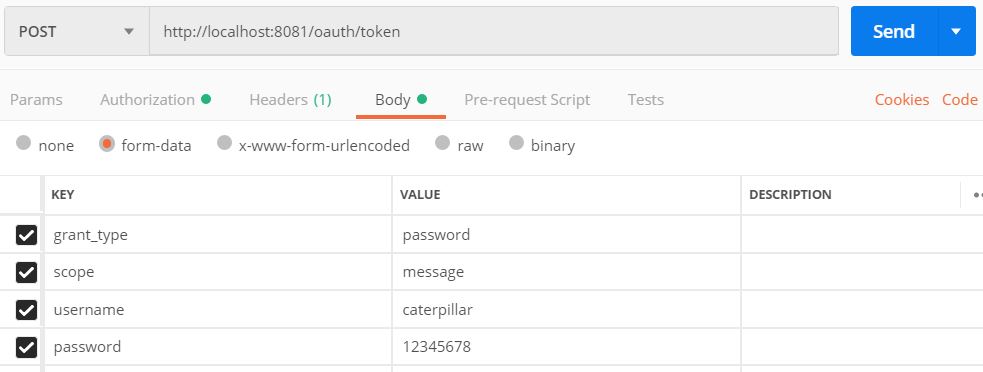 POST http://localhost:8081/oauth/token Send
Params Authorization Headers (1) Body Pre-request Script Tests Cookies Code
none form-data x-www-form-urlencoded raw binary
KEY VALUE DESCRIPTION
grant_type password
scope message
username caterpillar
password 12345678